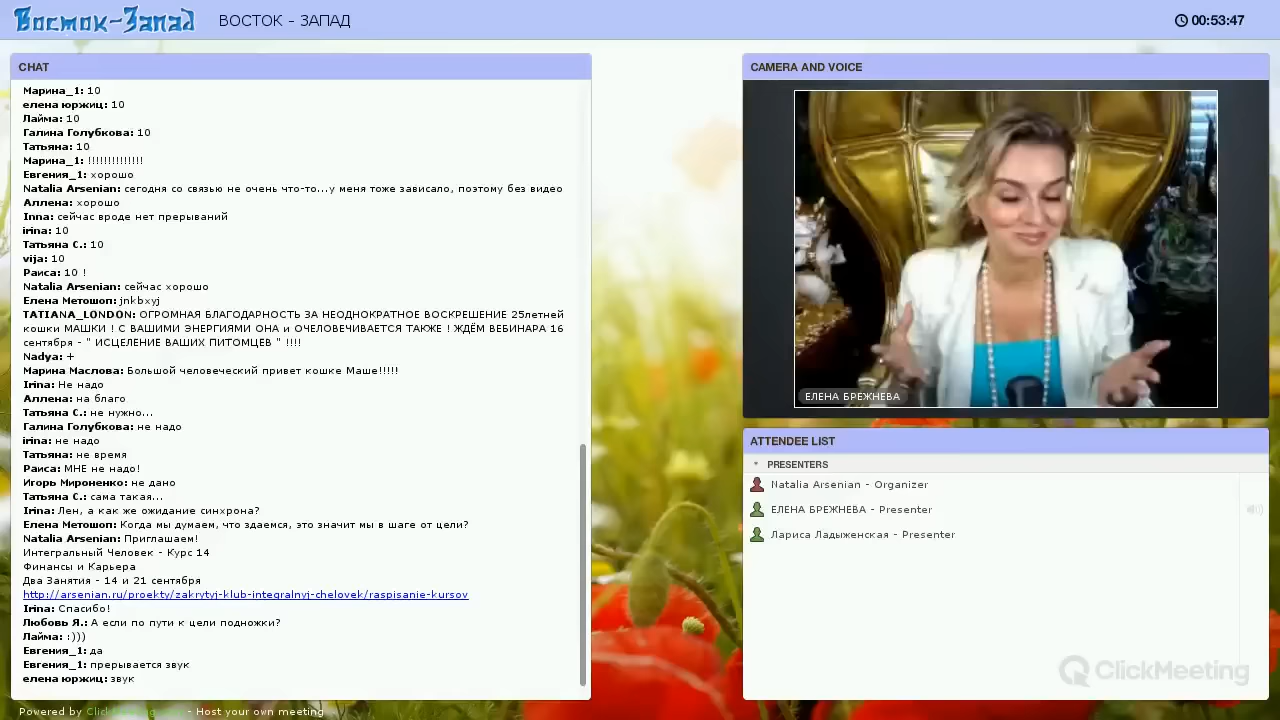 Восток-Запад
ВОСТОК - ЗАПАД
00:53:47
CHAT
Марина_1: 10
елена юржиц: 10
Лайма: 10
Галина Голубкова: 10
Татьяна: 10
Марина_1: !!!!!!!!!!!!!!
Евгения_1: хорошо
Natalia Arsenian: сегодня со связью не очень что-то...у меня тоже зависало, поэтому без видео
Аллена: хорошо
Inna: сейчас вроде нет прерываний
irina: 10
Татьяна С.: 10
vija: 10
Раиса: 10 !
Natalia Arsenian: сейчас хорошо
Елена Метошоп: jnkbxyj
TATIANA_LONDON: ОГРОМНАЯ БЛАГОДАРНОСТЬ ЗА НЕОДНОКРАТНОЕ ВОСКРЕШЕНИЕ 25летней
кошки МАШКИ ! С ВАШИМИ ЭНЕРГИЯМИ ОНА и ОЧЕЛОВЕЧИВАЕТСЯ ТАКЖЕ ! ЖДЁМ ВЕБИНАРА 16
сентября - " ИСЦЕЛЕНИЕ ВАШИХ ПИТОМЦЕВ " !!!!
Nadya: +
Марина Маслова: Большой человеческий привет кошке Маше!!!!!
Irina: Не надо
Аллена: на благо
Татьяна С.: не нужно...
Галина Голубкова: не надо
irina: не надо
Татьяна: не время
Раиса: МНЕ не надо!
Игорь Мироненко: не дано
Татьяна С.: сама такая...
Irina: Лен, а как же ожидание синхрона?
Елена Метошоп: Когда мы думаем, что здаемся, это значит мы в шаге от цели?
Natalia Arsenian: Приглашаем!
Интегральный Человек - Курс 14
Финансы и Карьера
Два Занятия - 14 и 21 сентября
http://arsenian.ru/proekty/zakrytyj-klub-integralnyj-chelovek/raspisanie-kursov
Irina: Спасибо!
Любовь Я.: А если по пути к цели подножки?
Лайма: :)))
Евгения_1: да
Евгения_1: прерывается звук
елена юржиц: звук
Powered by ClickMeeting - Host your own meeting
CAMERA AND VOICE
ЕЛЕНА БРЕЖНЕВА
ATTENDEE LIST
PRESENTERS
Natalia Arsenian - Organizer
ЕЛЕНА БРЕЖНЕВА - Presenter
Лариса Ладыженская - Presenter
ClickMeeting